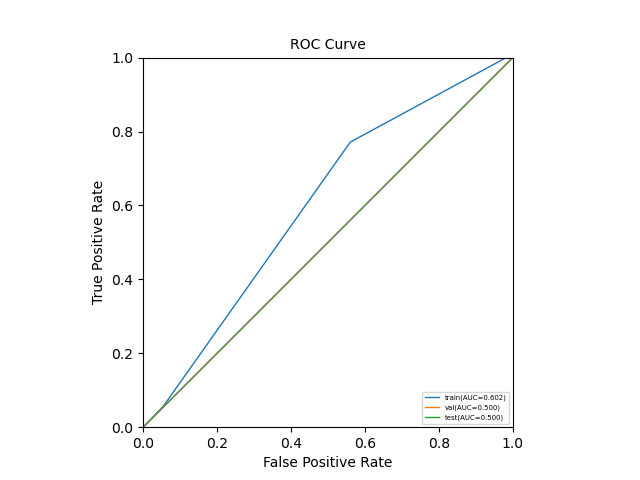 ROC Curve
1.0
0.8
0.6
0.4
0.2
0.0
True Positive Rate
train(AUC=0.602)
val(AUC=0.500)
test(AUC=0.500)
0.0 0.2 0.4 0.6 0.8 1.0
False Positive Rate